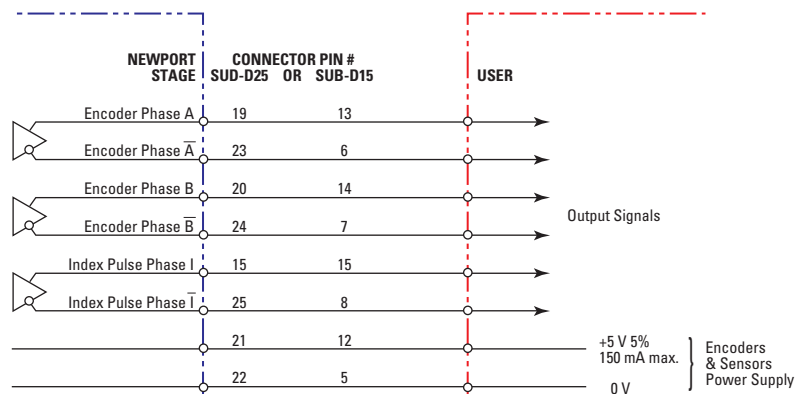 NEWPORT STAGE
CONNECTOR PIN #
SUD-D25 OR SUB-D15
USER
Encoder Phase A 19 13
Encoder Phase A̅ 23 6
Encoder Phase B 20 14
Encoder Phase B̅ 24 7
Output Signals
Index Pulse Phase I 15 15
Index Pulse Phase I̅ 25 8
21 12 +5 V 5%
150 mA max.
22 5 0 V
Encoders
& Sensors
Power Supply